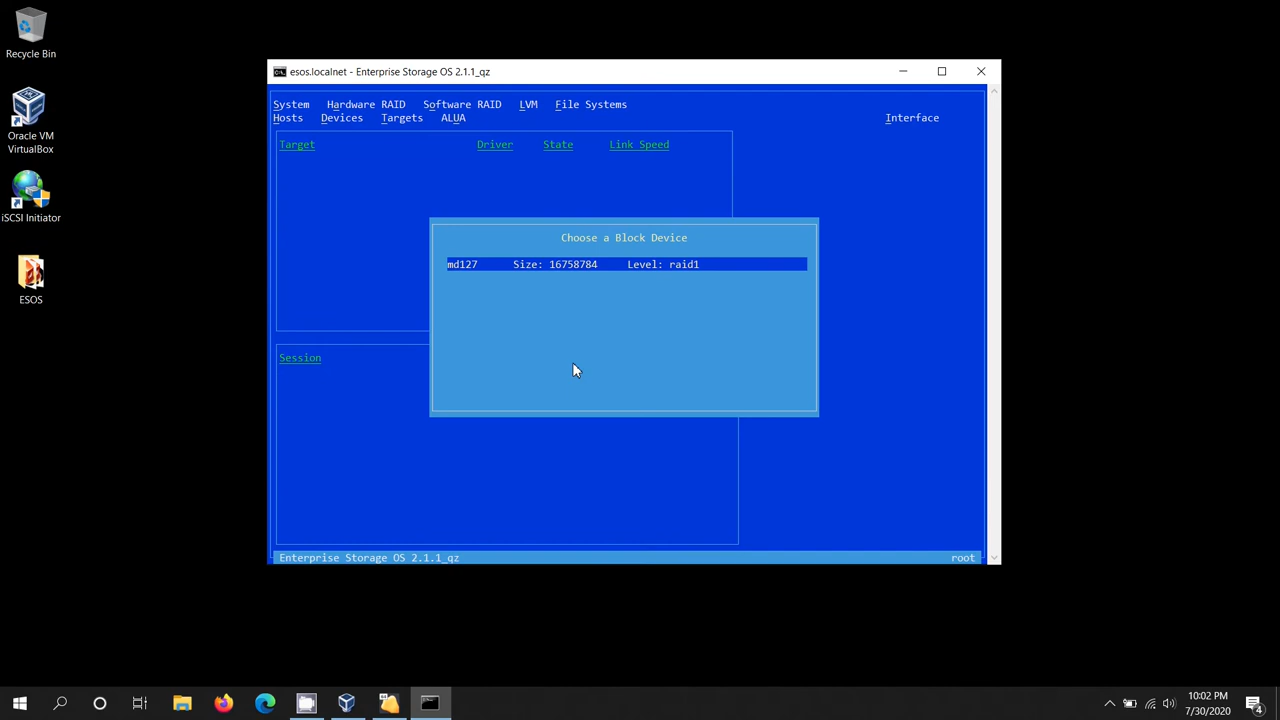 Recycle Bin
Oracle VM
VirtualBox
iSCSI Initiator
ESOS
esos.localnet - Enterprise Storage OS 2.1.1_qz
System Hardware RAID Software RAID LVM File Systems
Hosts Devices Targets ALUA Interface
Target Driver State Link Speed
Choose a Block Device
md127 Size: 16758784 Level: raid1
Session
Enterprise Storage OS 2.1.1_qz root
10:02 PM
7/30/2020
4